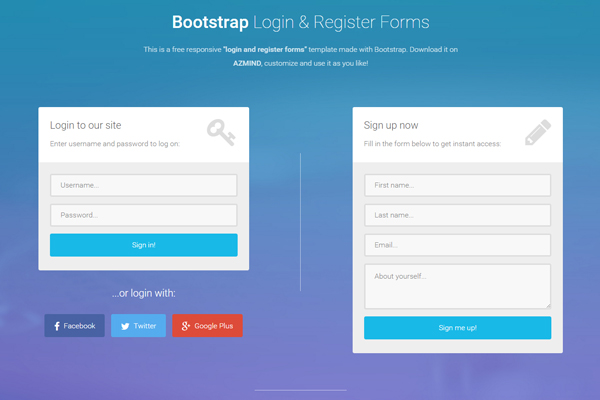 Bootstrap Login & Register Forms
This is a free responsive "login and register forms" template made with Bootstrap. Download it on
AZMIND, customize and use it as you like!
Login to our site
Enter username and password to log on:
Username...
Password...
Sign in!
...or login with:
Facebook
Twitter
Google Plus
Sign up now
Fill in the form below to get instant access:
First name...
Last name...
Email...
About yourself...
Sign me up!